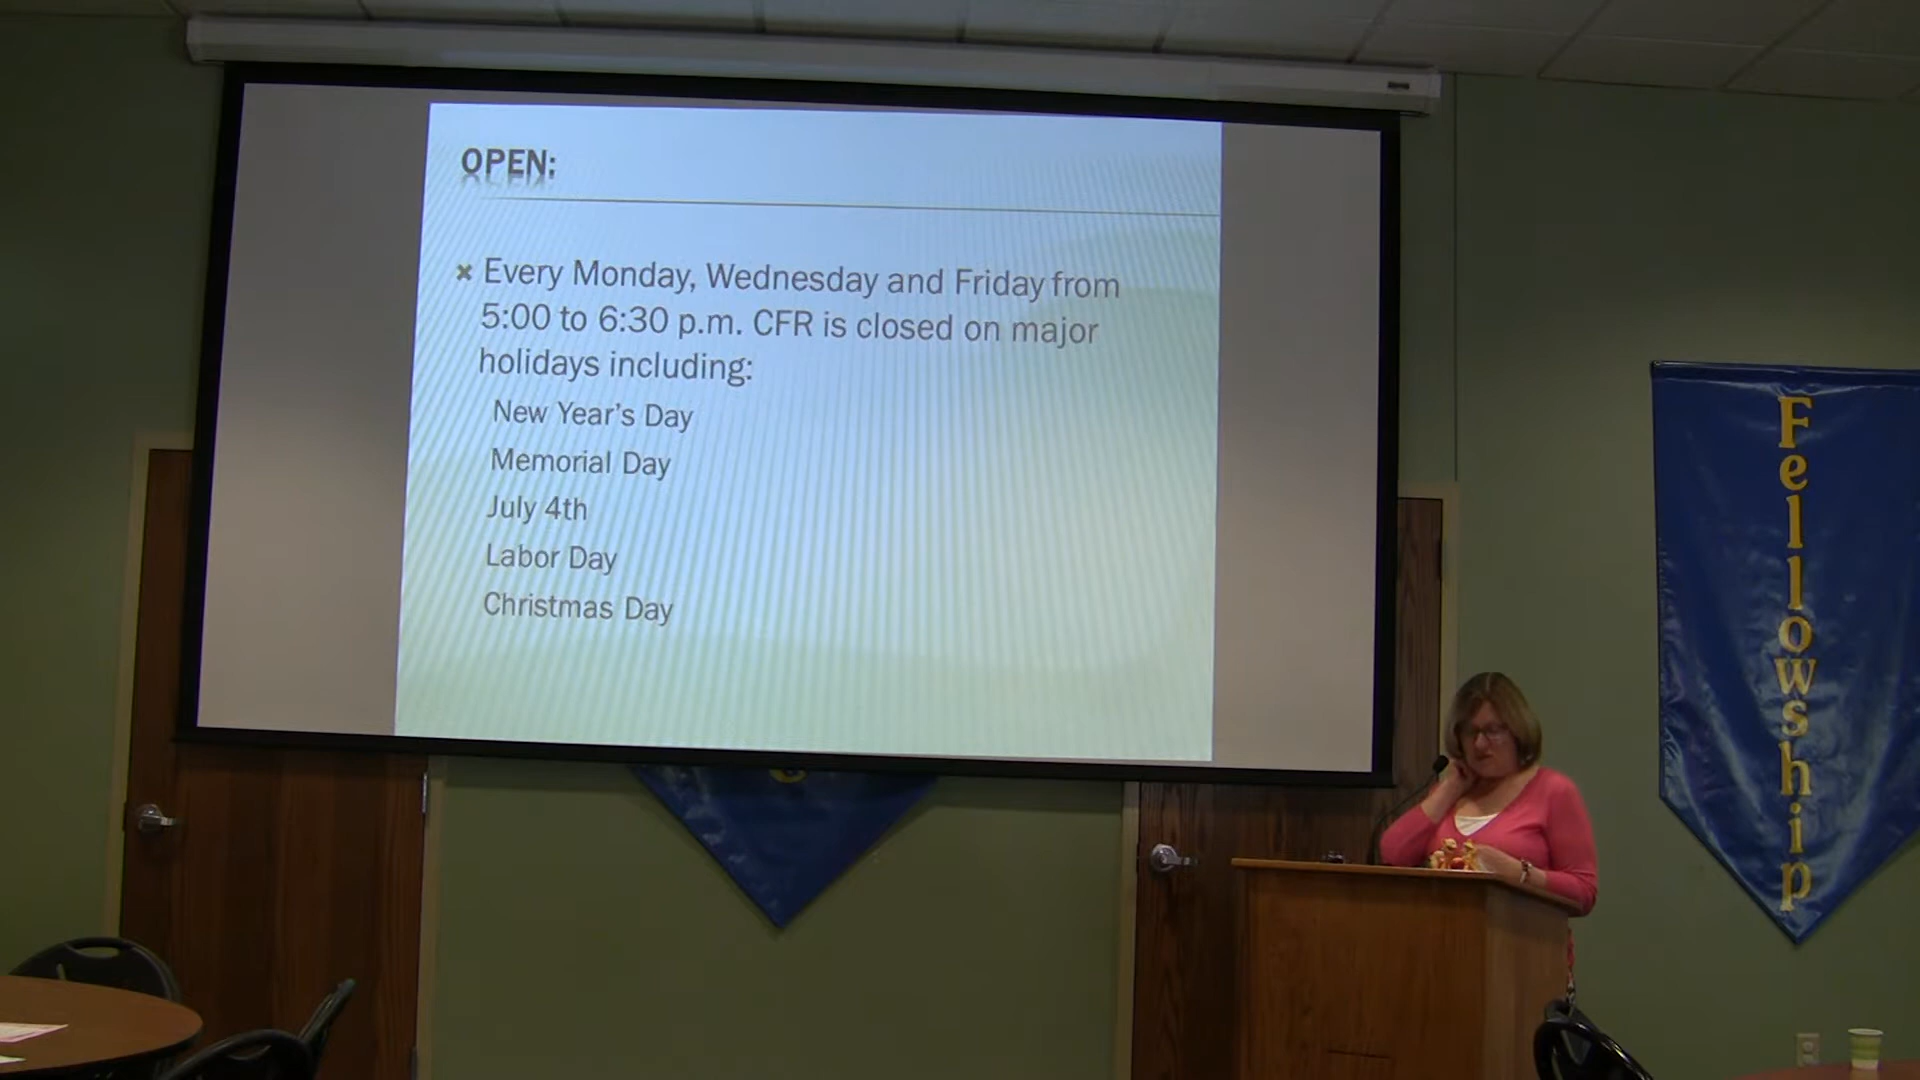 OPEN:
Every Monday, Wednesday and Friday from
5:00 to 6:30 p.m. CFR is closed on major
holidays including:
New Year's Day
Memorial Day
July 4th
Labor Day
Christmas Day
Fellowship